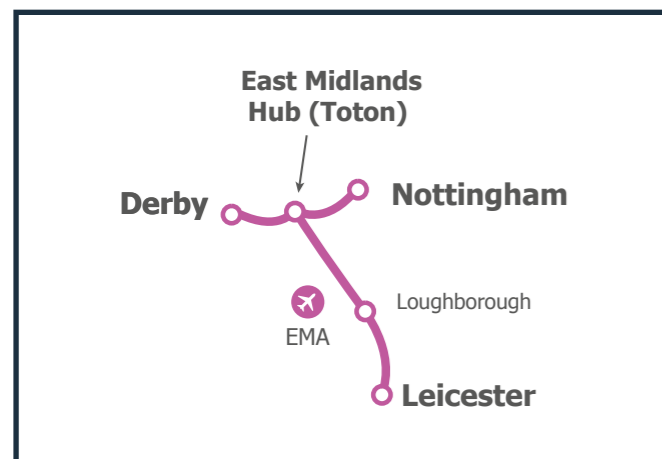 East Midlands
Hub (Toton)
Derby
Nottingham
Loughborough
EMA
Leicester